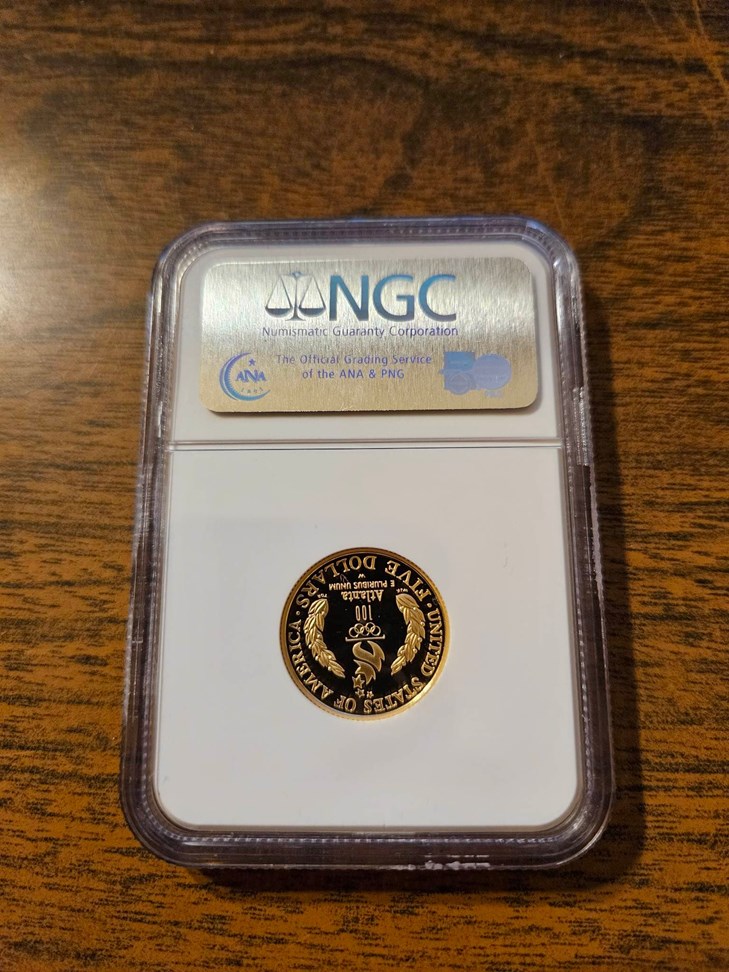 NGC
Numismatic Guaranty Corporation
The Official Grading Service
of the ANA & PNG
ANA
UNITED STATES OF AMERICA
100
Atlanta
E PLURIBUS UNUM
W
· FIVE DOLLARS ·